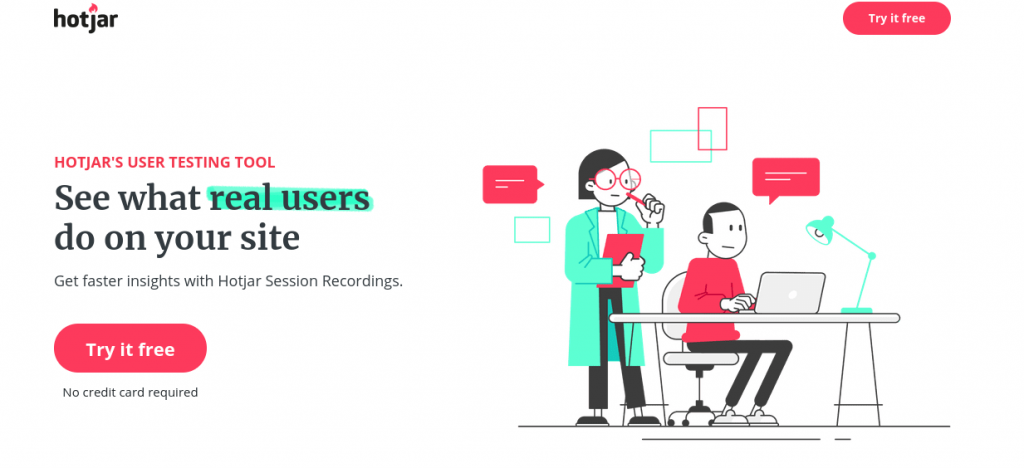 hotjar
Try it free
HOTJAR'S USER TESTING TOOL
See what real users
do on your site
Get faster insights with Hotjar Session Recordings.
Try it free
No credit card required